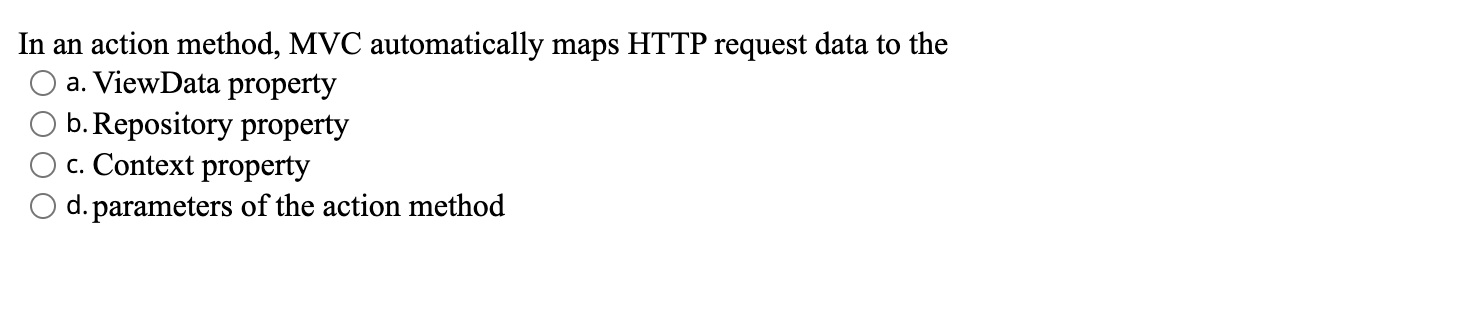 In an action method, MVC automatically maps HTTP request data to the
a. ViewData property
b. Repository property
c. Context property
d. parameters of the action method